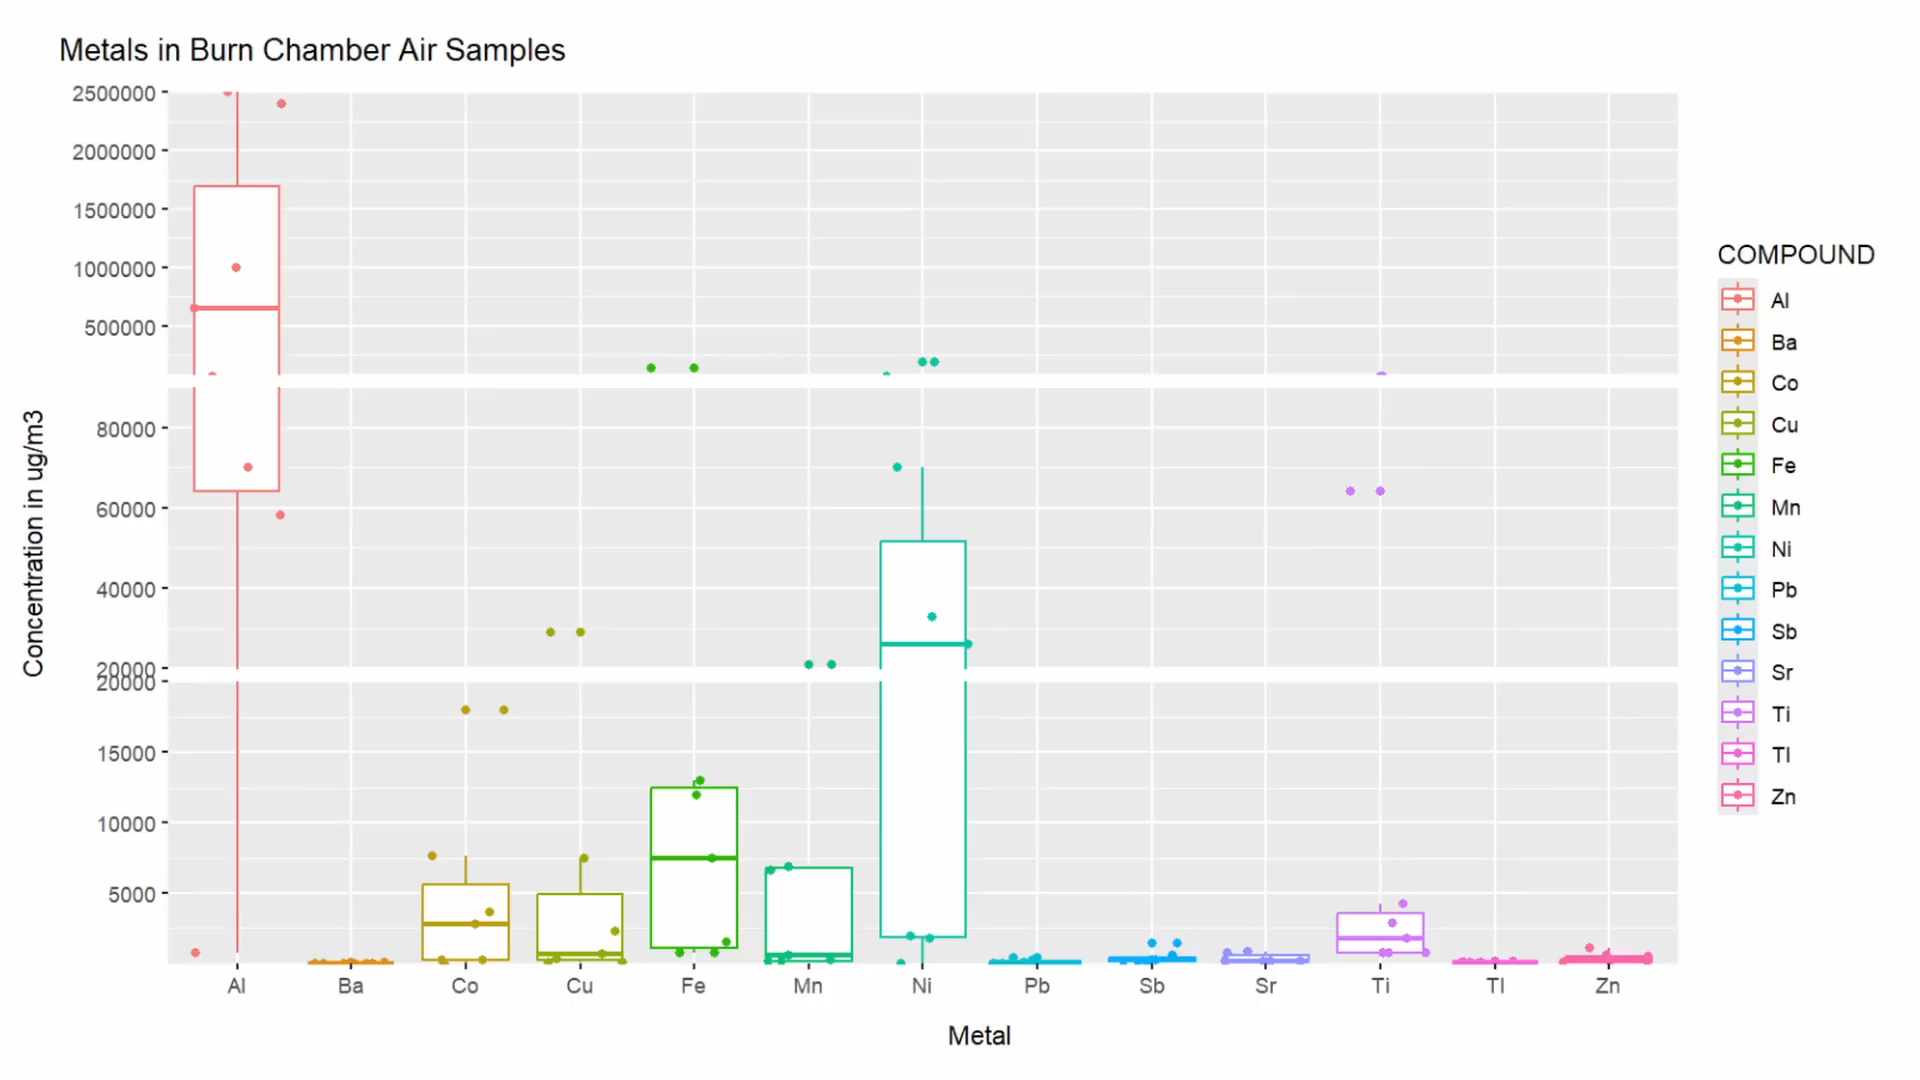 Metals in Burn Chamber Air Samples
2500000
2000000
1500000
1000000
500000
80000
60000
40000
20000
20000
15000
10000
5000
Concentration in ug/m3
Al Ba Co Cu Fe Mn Ni Pb Sb Sr Ti Tl Zn
Metal
COMPOUND
Al
Ba
Co
Cu
Fe
Mn
Ni
Pb
Sb
Sr
Ti
Tl
Zn